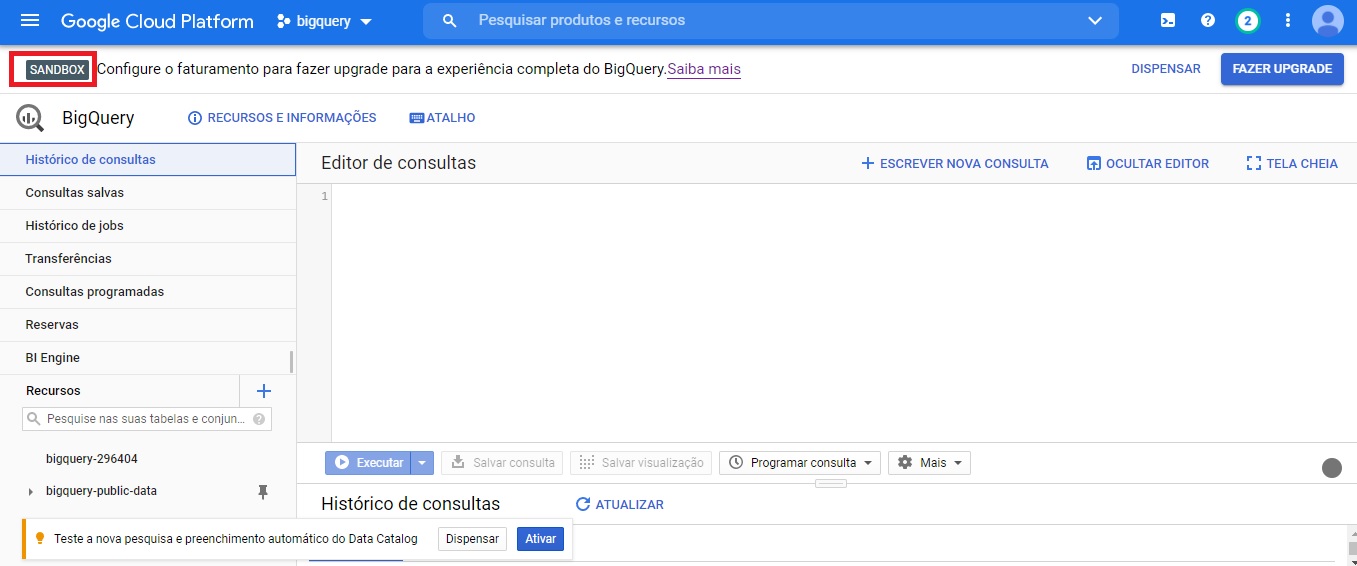 Google Cloud Platform bigquery Pesquisar produtos e recursos 2
SANDBOX Configure o faturamento para fazer upgrade para a experiência completa do BigQuery. Saiba mais DISPENSAR FAZER UPGRADE
BigQuery RECURSOS E INFORMAÇÕES ATALHO
Histórico de consultas
Consultas salvas
Histórico de jobs
Transferências
Consultas programadas
Reservas
BI Engine
Recursos
Pesquise nas suas tabelas e conjun...
bigquery-296404
bigquery-public-data
Editor de consultas ESCREVER NOVA CONSULTA OCULTAR EDITOR TELA CHEIA
1
Executar Salvar consulta Salvar visualização Programar consulta Mais
Histórico de consultas ATUALIZAR
Teste a nova pesquisa e preenchimento automático do Data Catalog Dispensar Ativar